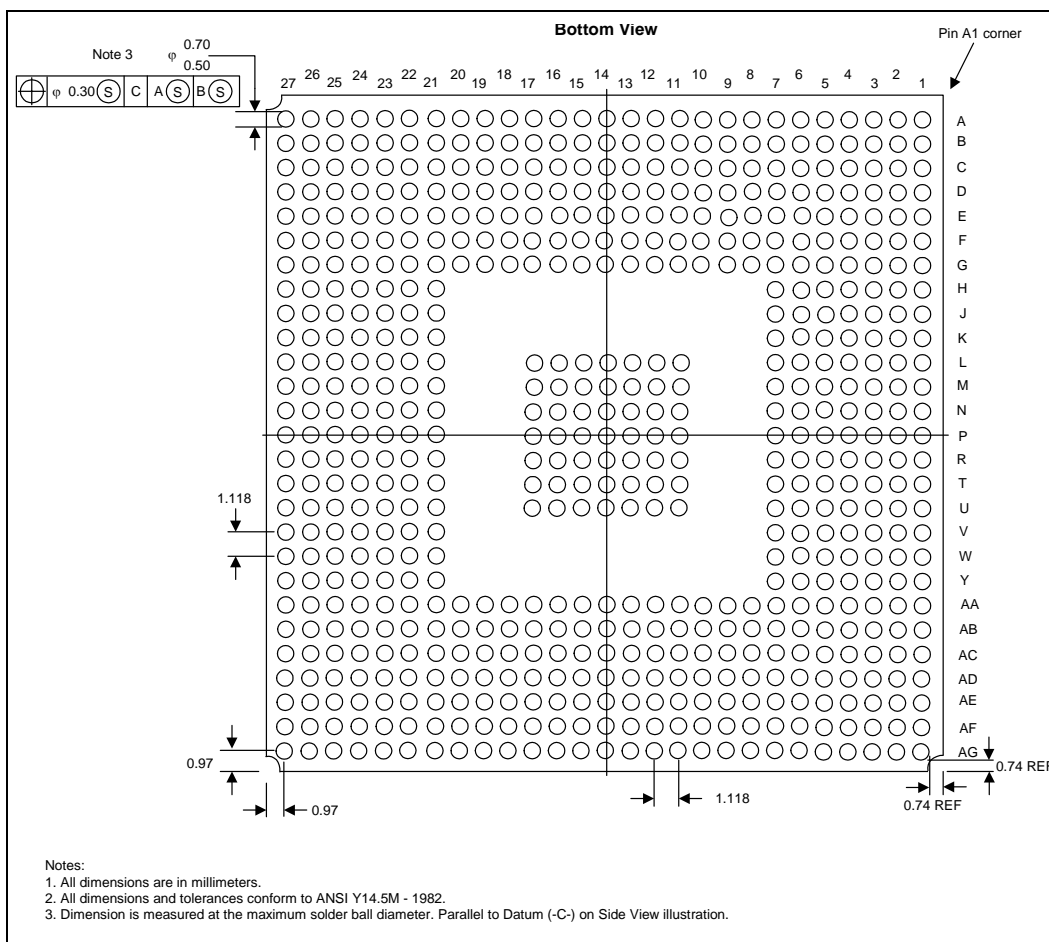 Bottom View
Pin A1 corner
Note 3
φ 0.70
0.50
φ 0.30 S C A S B S
27 26 25 24 23 22 21 20 19 18 17 16 15 14 13 12 11 10 9 8 7 6 5 4 3 2 1
A
B
C
D
E
F
G
H
J
K
L
M
N
P
R
T
U
V
W
Y
AA
AB
AC
AD
AE
AF
AG
1.118
0.97
0.97
1.118
0.74 REF
0.74 REF
Notes:
1. All dimensions are in millimeters.
2. All dimensions and tolerances conform to ANSI Y14.5M - 1982.
3. Dimension is measured at the maximum solder ball diameter. Parallel to Datum (-C-) on Side View illustration.